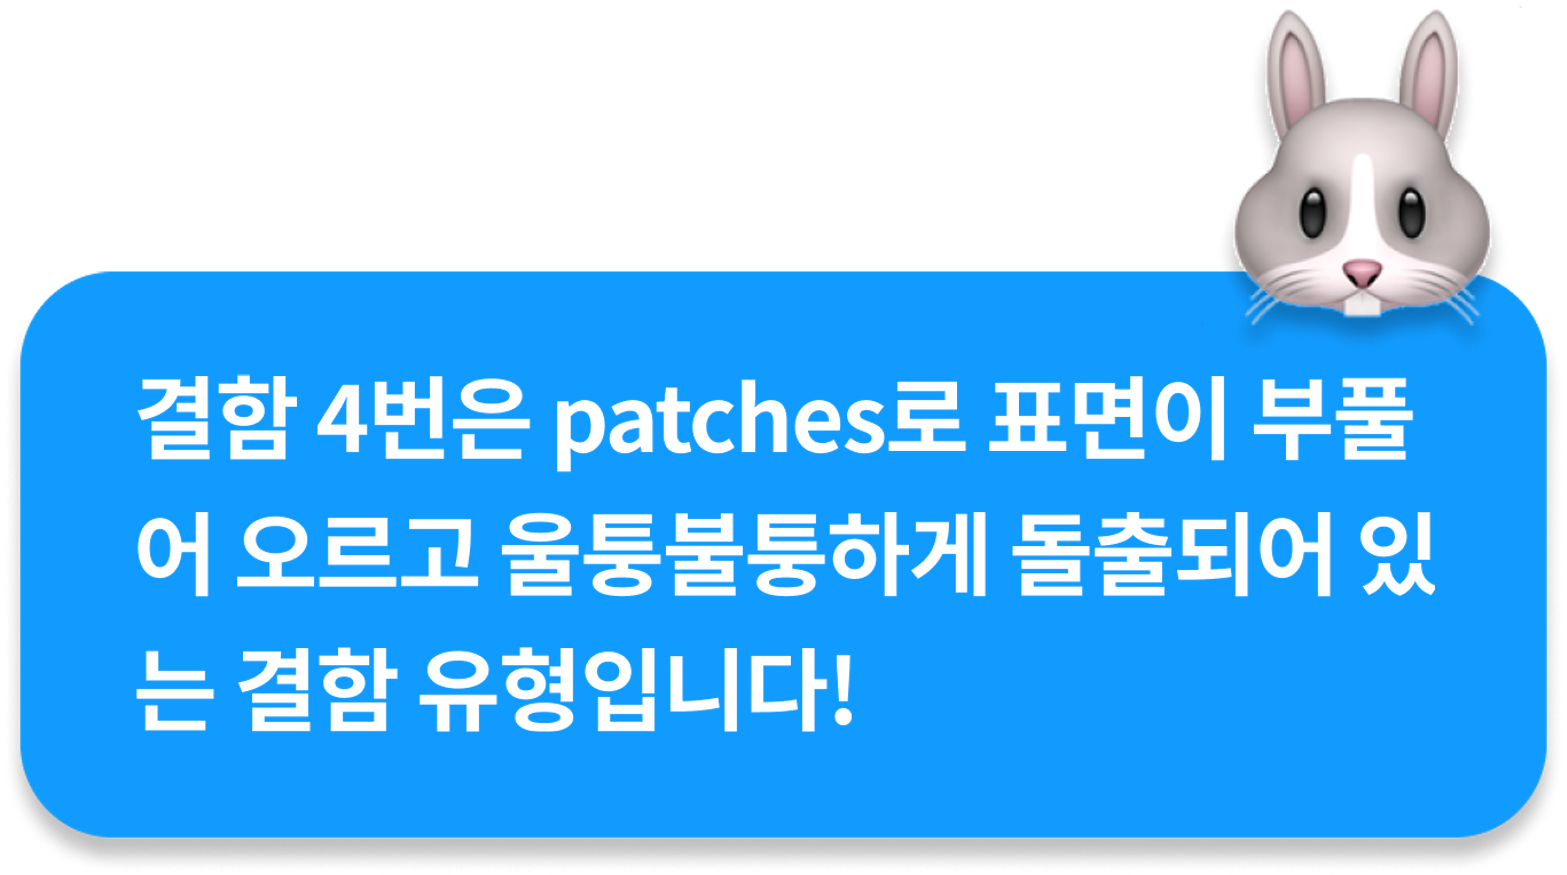 결함 4번은 patches로 표면이 부풀
어 오르고 울퉁불퉁하게 돌출되어 있
는 결함 유형입니다!